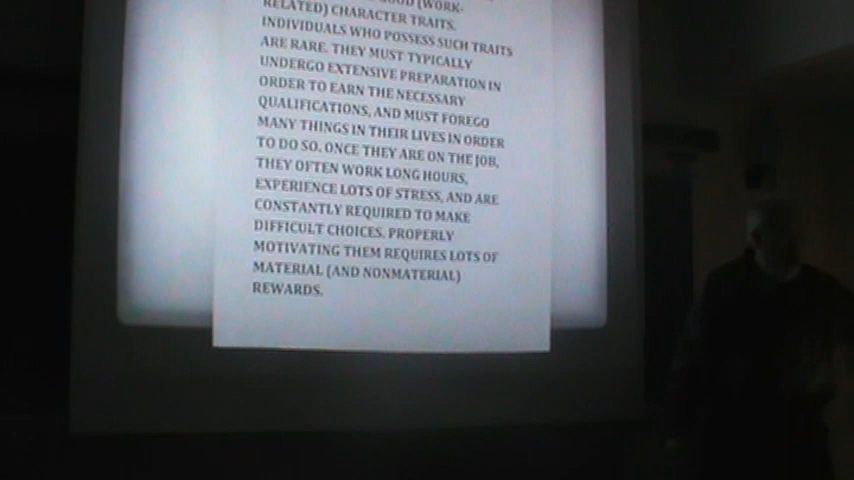 GOOD (WORK-
RELATED) CHARACTER TRAITS.
INDIVIDUALS WHO POSSESS SUCH TRAITS
ARE RARE. THEY MUST TYPICALLY
UNDERGO EXTENSIVE PREPARATION IN
ORDER TO EARN THE NECESSARY
QUALIFICATIONS, AND MUST FOREGO
MANY THINGS IN THEIR LIVES IN ORDER
TO DO SO. ONCE THEY ARE ON THE JOB,
THEY OFTEN WORK LONG HOURS,
EXPERIENCE LOTS OF STRESS, AND ARE
CONSTANTLY REQUIRED TO MAKE
DIFFICULT CHOICES. PROPERLY
MOTIVATING THEM REQUIRES LOTS OF
MATERIAL (AND NONMATERIAL)
REWARDS.